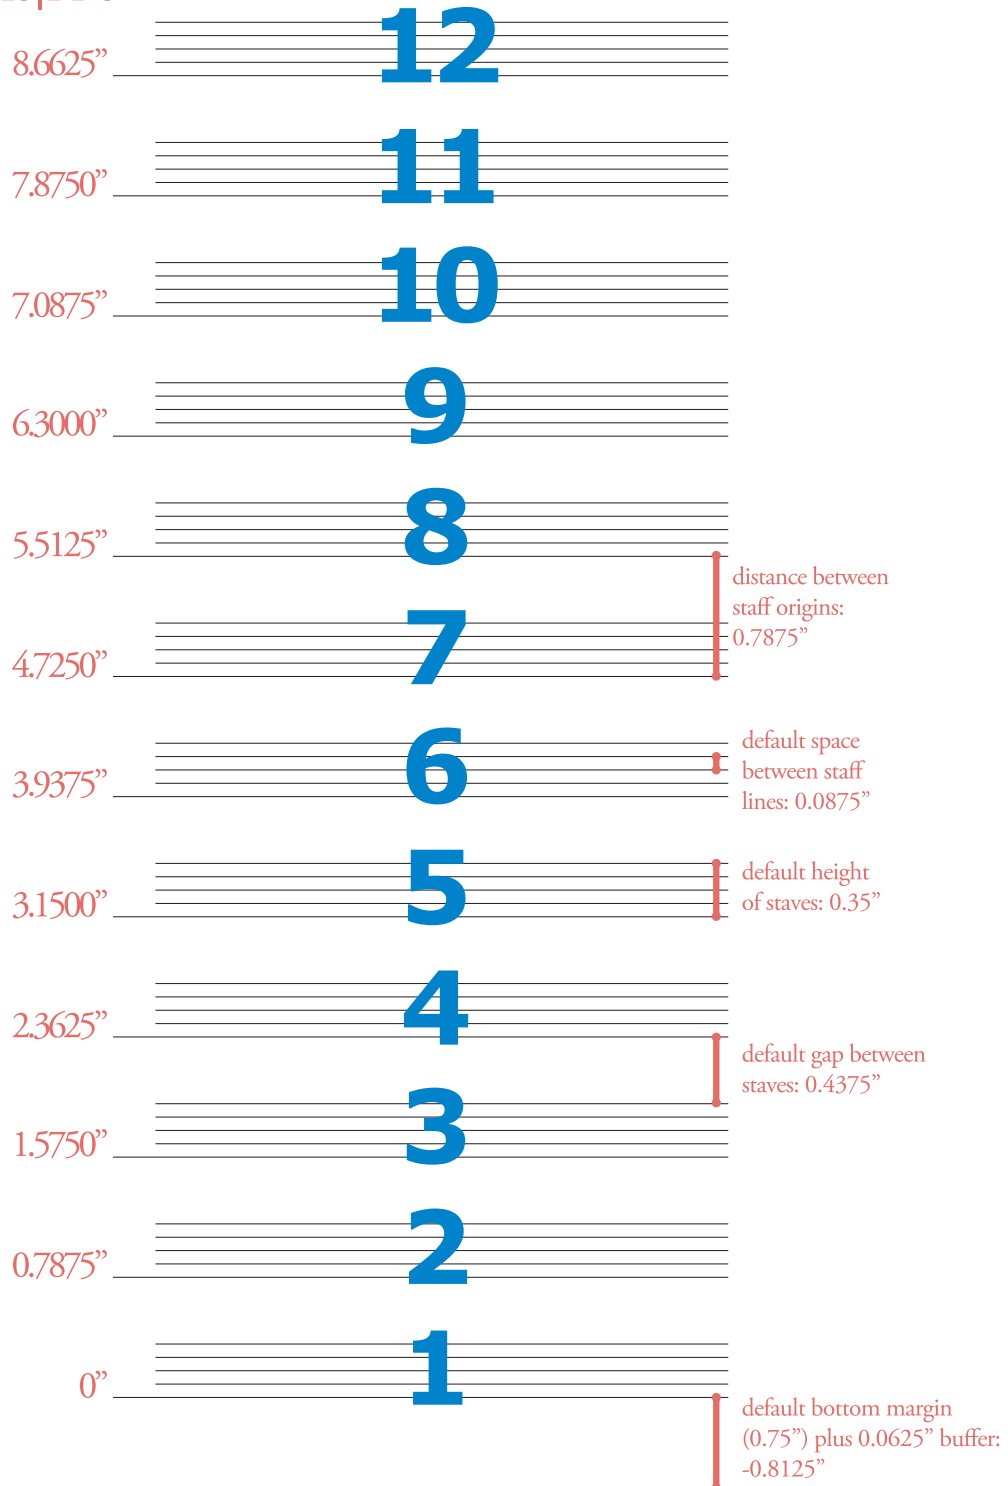 12
8.6625”
11
7.8750”
10
7.0875”
9
6.3000”
8
5.5125”
distance between
staff origins:
0.7875”
7
4.7250”
default space
between staff
lines: 0.0875”
6
3.9375”
default height
of staves: 0.35”
5
3.1500”
4
2.3625”
default gap between
staves: 0.4375”
3
1.5750”
2
0.7875”
1
0”
default bottom margin
(0.75”) plus 0.0625” buffer:
-0.8125”